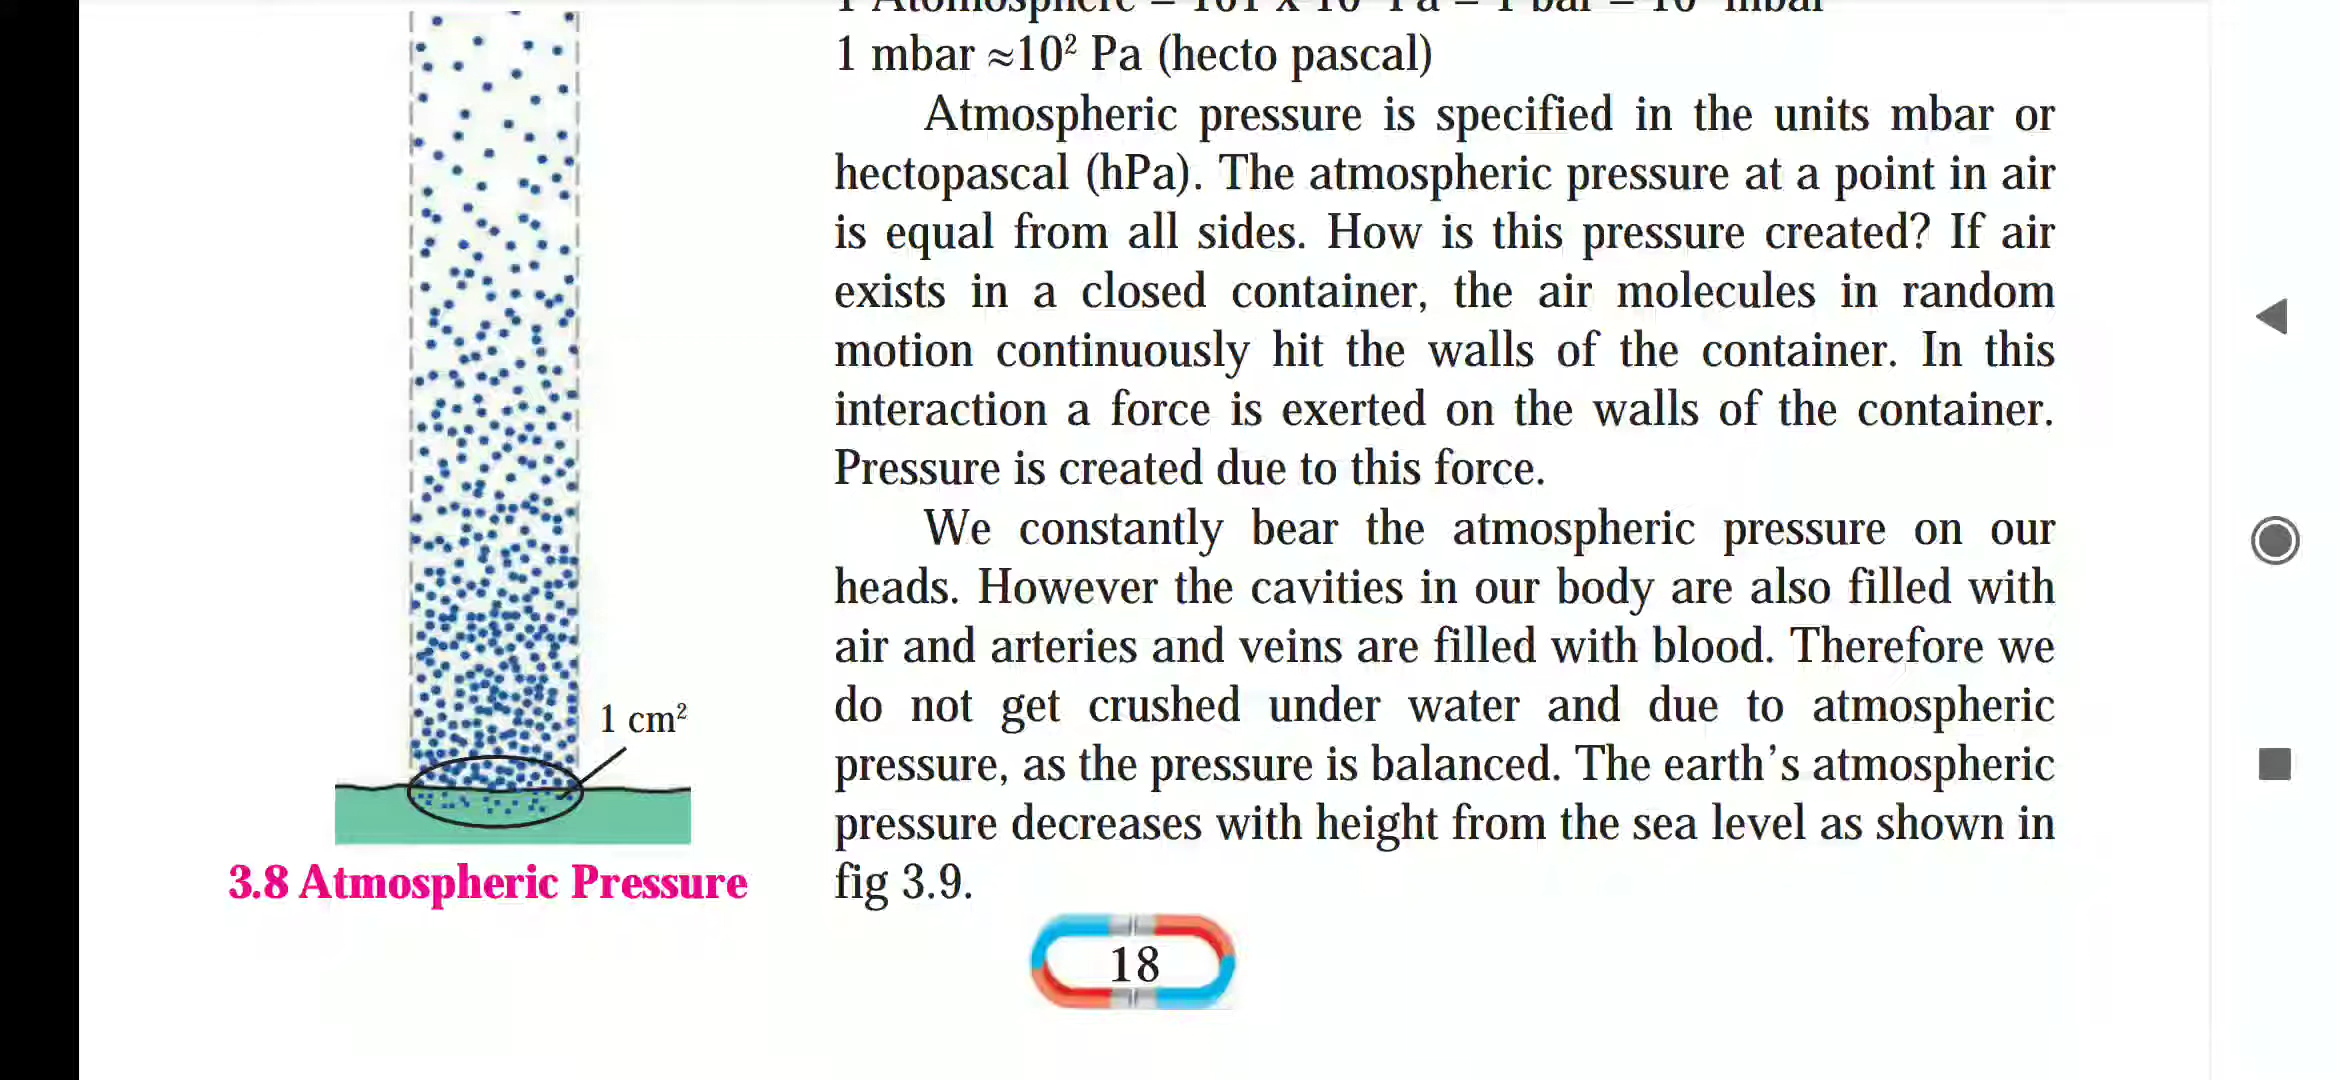 1 mbar ≈10² Pa (hecto pascal)
Atmospheric pressure is specified in the units mbar or
hectopascal (hPa). The atmospheric pressure at a point in air
is equal from all sides. How is this pressure created? If air
exists in a closed container, the air molecules in random
motion continuously hit the walls of the container. In this
interaction a force is exerted on the walls of the container.
Pressure is created due to this force.
We constantly bear the atmospheric pressure on our
heads. However the cavities in our body are also filled with
air and arteries and veins are filled with blood. Therefore we
do not get crushed under water and due to atmospheric
pressure, as the pressure is balanced. The earth's atmospheric
pressure decreases with height from the sea level as shown in
fig 3.9.
1 cm²
3.8 Atmospheric Pressure
18